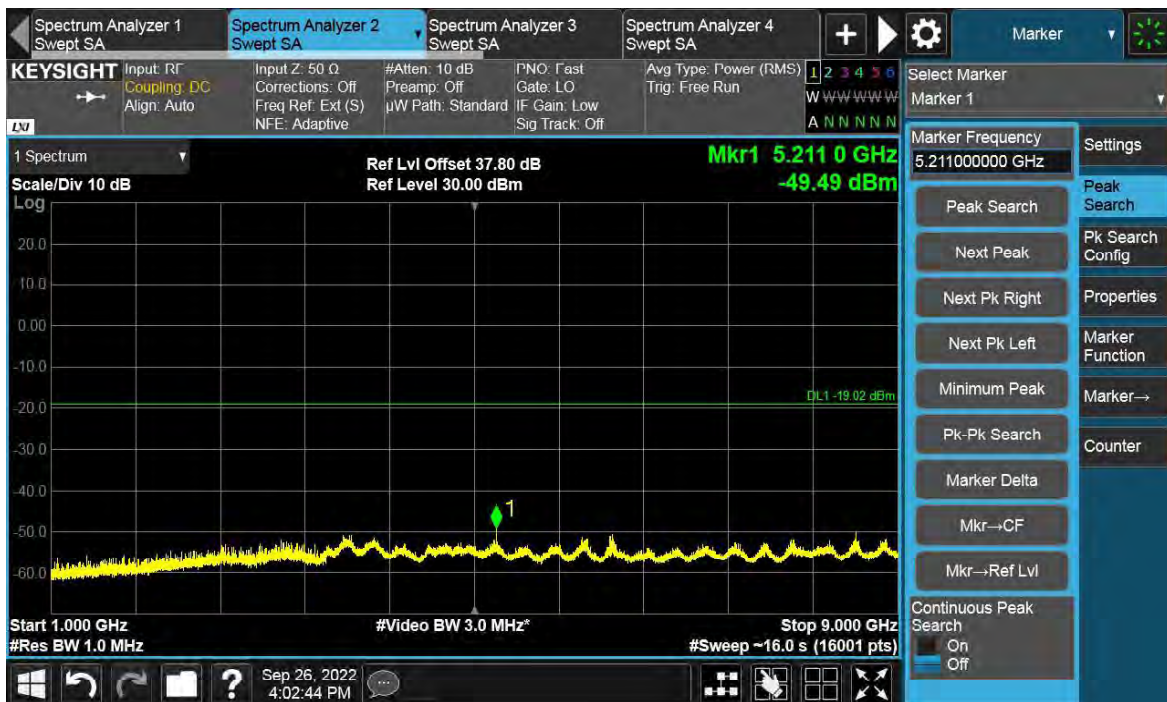 Spectrum Analyzer 1
Swept SA
Spectrum Analyzer 2
Swept SA
Spectrum Analyzer 3
Swept SA
Spectrum Analyzer 4
Swept SA
+
Marker
KEYSIGHT
LXI
Input: RF
Coupling: DC
Align: Auto
Input Z: 50 Ω
Corrections: Off
Freq Ref: Ext (S)
NFE: Adaptive
#Atten: 10 dB
Preamp: Off
µW Path: Standard
PNO: Fast
Gate: LO
IF Gain: Low
Sig Track: Off
Avg Type: Power (RMS)
Trig: Free Run
1 2 3 4 5 6
W W W W W W
A N N N N N
Select Marker
Marker 1
1 Spectrum
Scale/Div 10 dB
Log
Ref Lvl Offset 37.80 dB
Ref Level 30.00 dBm
Mkr1 5.211 0 GHz
-49.49 dBm
20.0
10.0
0.00
-10.0
-20.0
-30.0
-40.0
-50.0
-60.0
DL1 -19.02 dBm
1
Start 1.000 GHz
#Res BW 1.0 MHz
#Video BW 3.0 MHz*
Stop 9.000 GHz
#Sweep ~16.0 s (16001 pts)
Marker Frequency
5.211000000 GHz
Peak Search
Next Peak
Next Pk Right
Next Pk Left
Minimum Peak
Pk-Pk Search
Marker Delta
Mkr→CF
Mkr→Ref Lvl
Continuous Peak
Search
On
Off
Settings
Peak
Search
Pk Search
Config
Properties
Marker
Function
Marker→
Counter
?
Sep 26, 2022
4:02:44 PM